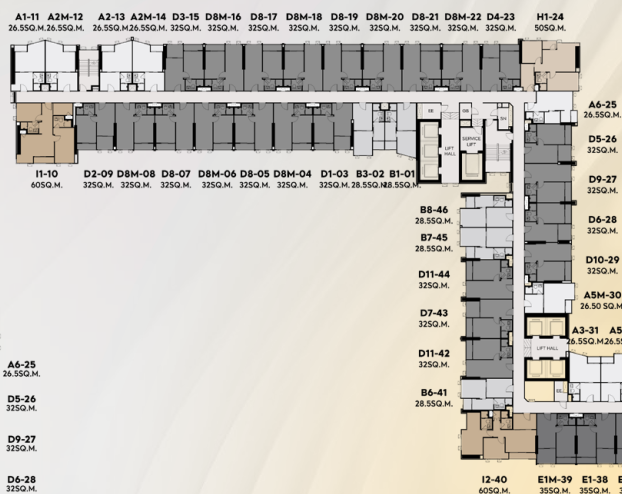 A1-11 A2M-12 A2-13 A2M-14 D3-15 D8M-16 D8-17 D8M-18 D8-19 D8M-20 D8-21 D8M-22 D4-23 H1-24
26.5SQ.M. 26.5SQ.M. 26.5SQ.M. 26.5SQ.M. 32SQ.M. 32SQ.M. 32SQ.M. 32SQ.M. 32SQ.M. 32SQ.M. 32SQ.M. 32SQ.M. 32SQ.M. 50SQ.M.
A6-25
26.5SQ.M.
EE
SN
LIFT
HALL
SERVICE
LIFT
D5-26
32SQ.M.
I1-10 D2-09 D8M-08 D8-07 D8M-06 D8-05 D8M-04 D1-03 B3-02 B1-01
60SQ.M. 32SQ.M. 32SQ.M. 32SQ.M. 32SQ.M. 32SQ.M. 32SQ.M. 32SQ.M. 28.5SQ.M. 28.5SQ.M.
D9-27
32SQ.M.
B8-46
28.5SQ.M.
D6-28
32SQ.M.
B7-45
28.5SQ.M.
D10-29
32SQ.M.
D11-44
32SQ.M.
A5M-30
26.50 SQ.M.
D7-43
32SQ.M.
A3-31 A5
26.5SQ.M. 26.5S
LIFT HALL
D11-42
32SQ.M.
A6-25
26.5SQ.M.
B6-41
28.5SQ.M.
EE
D5-26
32SQ.M.
D9-27
32SQ.M.
D6-28
32SQ.M.
I2-40 E1M-39 E1-38 E
60SQ.M. 35SQ.M. 35SQ.M. 3